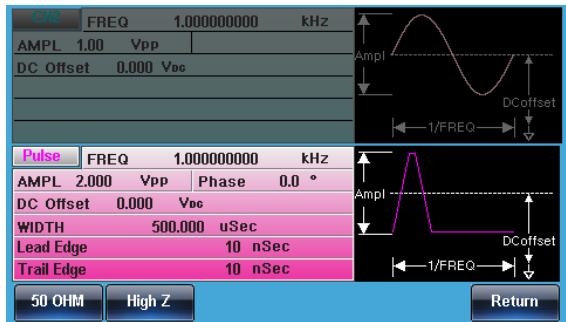 CH2 FREQ 1.000000000 kHz
AMPL 1.00 Vpp
DC Offset 0.000 VDC
Ampl
DCoffset
1/FREQ
Pulse FREQ 1.000000000 kHz
AMPL 2.000 Vpp Phase 0.0 °
DC Offset 0.000 VDC
WIDTH 500.000 uSec
Lead Edge 10 nSec
Trail Edge 10 nSec
Ampl
DCoffset
1/FREQ
50 OHM High Z Return